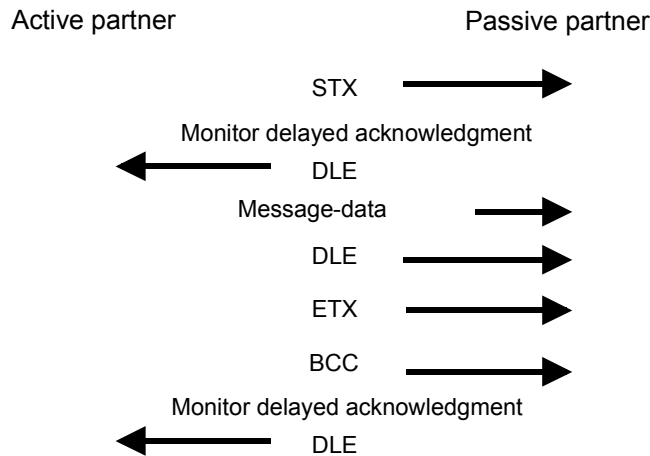 Active partner Passive partner
STX
Monitor delayed acknowledgment
DLE
Message-data
DLE
ETX
BCC
Monitor delayed acknowledgment
DLE